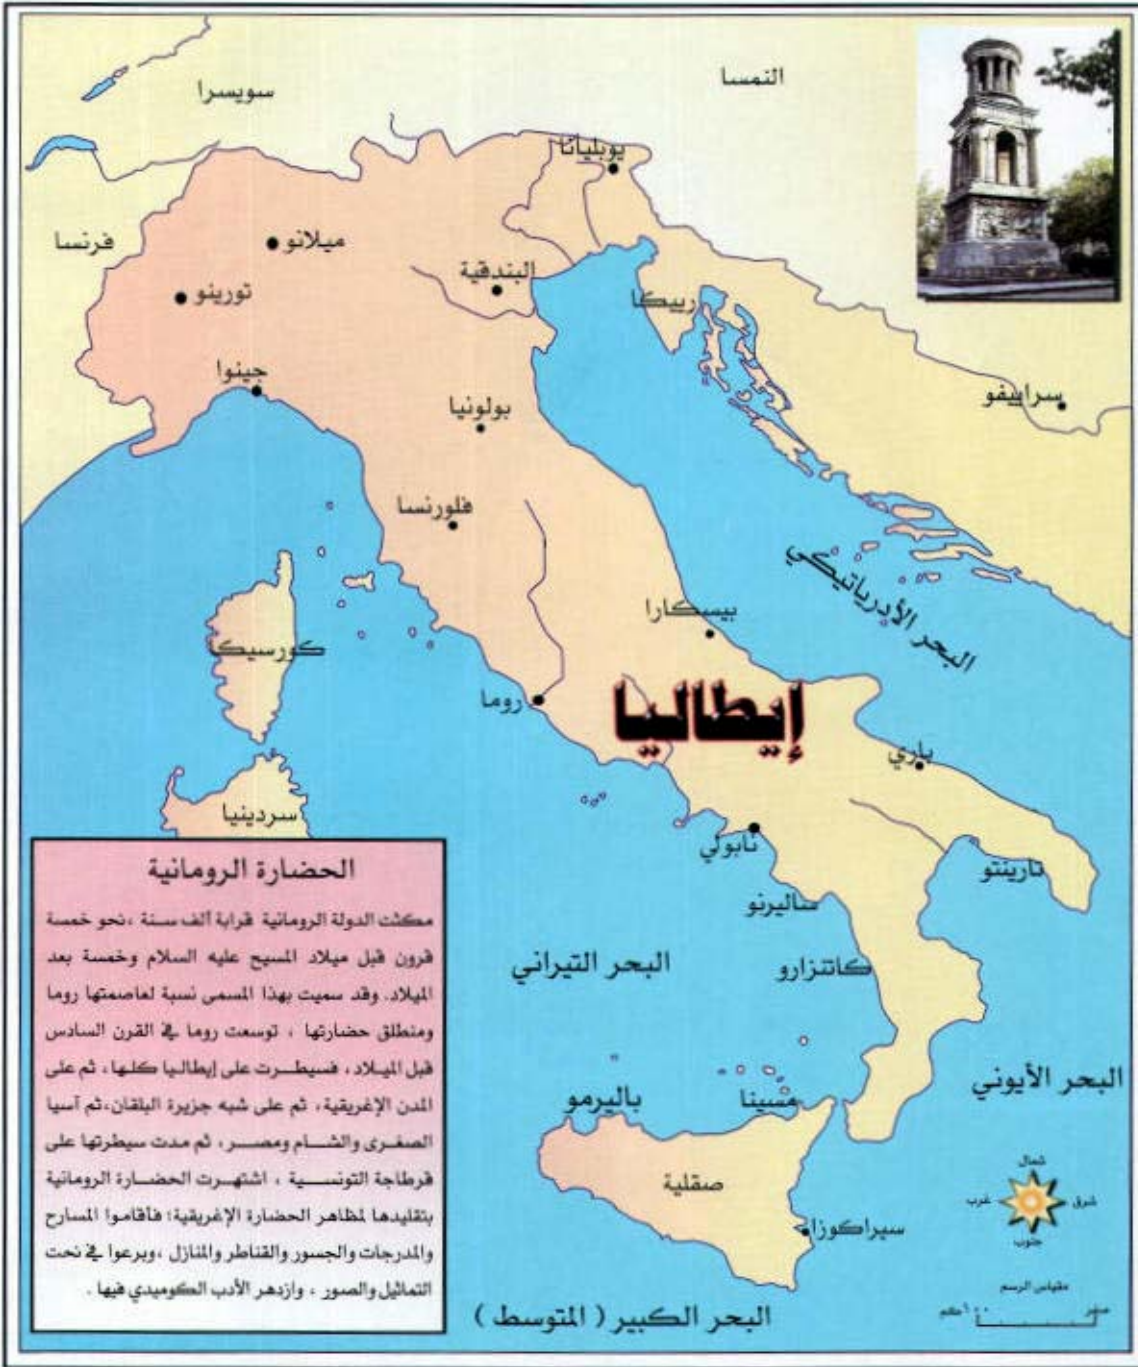 سويسرا
النمسا
يوبليانا
فرنسا
ميلانو
البندقية
تورينو
رييكا
جينوا
بولونيا
سراييفو
فلورنسا
البحر الأدرياتيكي
بيسكارا
كورسيكا
روما
إيطاليا
باري
سردينيا
نابولي
تارينتو
ساليرنو
البحر التيراني
كاتنزارو
البحر الأيوني
باليرمو
مسينا
صقلية
سيراكوزا
البحر الكبير ( المتوسط )
شمال
شرق
غرب
جنوب
مقياس الرسم
صفر ١٠٠كم
الحضارة الرومانية
مكثت الدولة الرومانية قرابة ألف سنة ،نحو خمسة
قرون قبل ميلاد المسيح عليه السلام وخمسة بعد
الميلاد. وقد سميت بهذا المسمى نسبة لعاصمتها روما
ومنطلق حضارتها ، توسعت روما في القرن السادس
قبل الميلاد ، فسيطرت على إيطاليا كلها ، ثم على
المدن الإغريقية، ثم على شبه جزيرة البلقان،ثم آسيا
الصغرى والشام ومصر ، ثم مدت سيطرتها على
قرطاجة التونسية ، اشتهرت الحضارة الرومانية
بتقليدها لمظاهر الحضارة الإغريقية؛ فأقاموا المسارح
والمدرجات والجسور والقناطر والمنازل ،وبرعوا في نحت
التماثيل والصور ، وازدهر الأدب الكوميدي فيها .